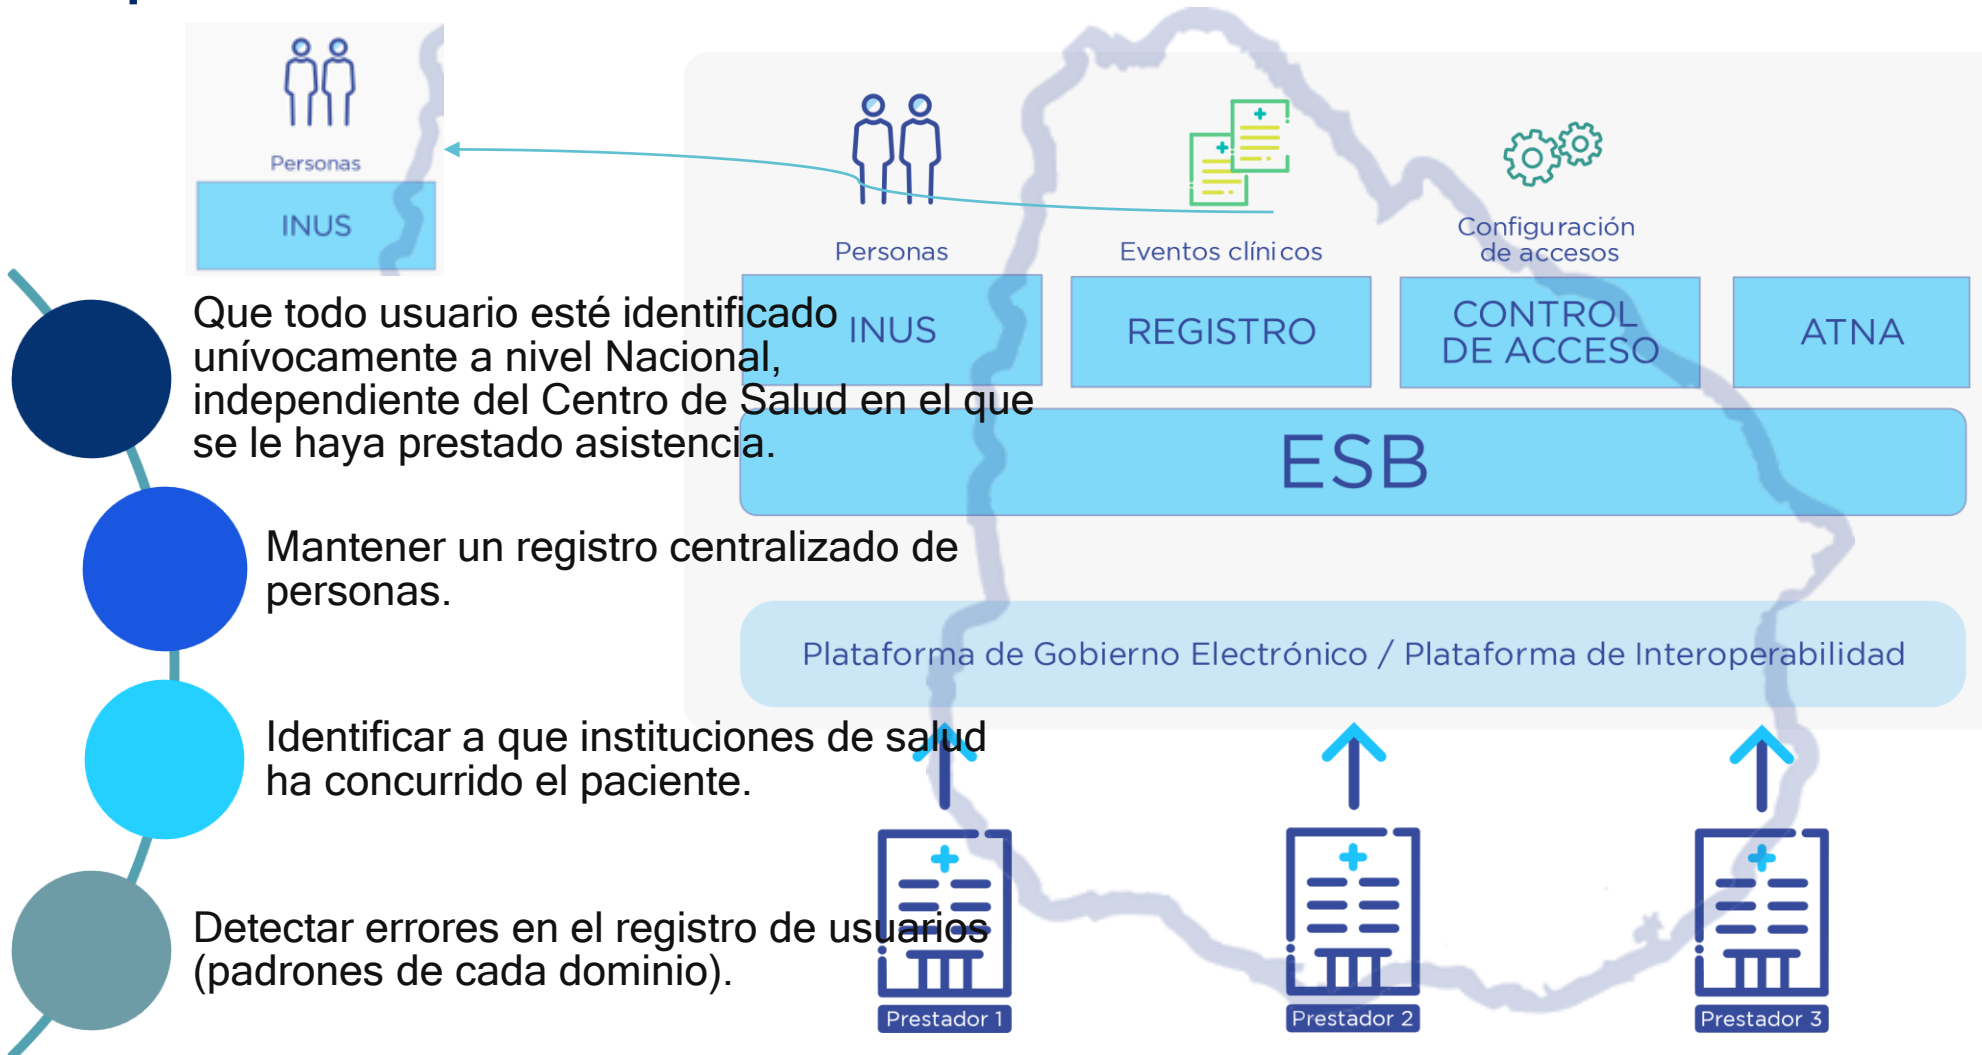 Personas
INUS
Personas
Eventos clínicos
Configuración
de accesos
INUS
REGISTRO
CONTROL
DE ACCESO
ATNA
ESB
Plataforma de Gobierno Electrónico / Plataforma de Interoperabilidad
Prestador 1
Prestador 2
Prestador 3
Que todo usuario esté identificado
unívocamente a nivel Nacional,
independiente del Centro de Salud en el que
se le haya prestado asistencia.
Mantener un registro centralizado de
personas.
Identificar a que instituciones de salud
ha concurrido el paciente.
Detectar errores en el registro de usuarios
(padrones de cada dominio).